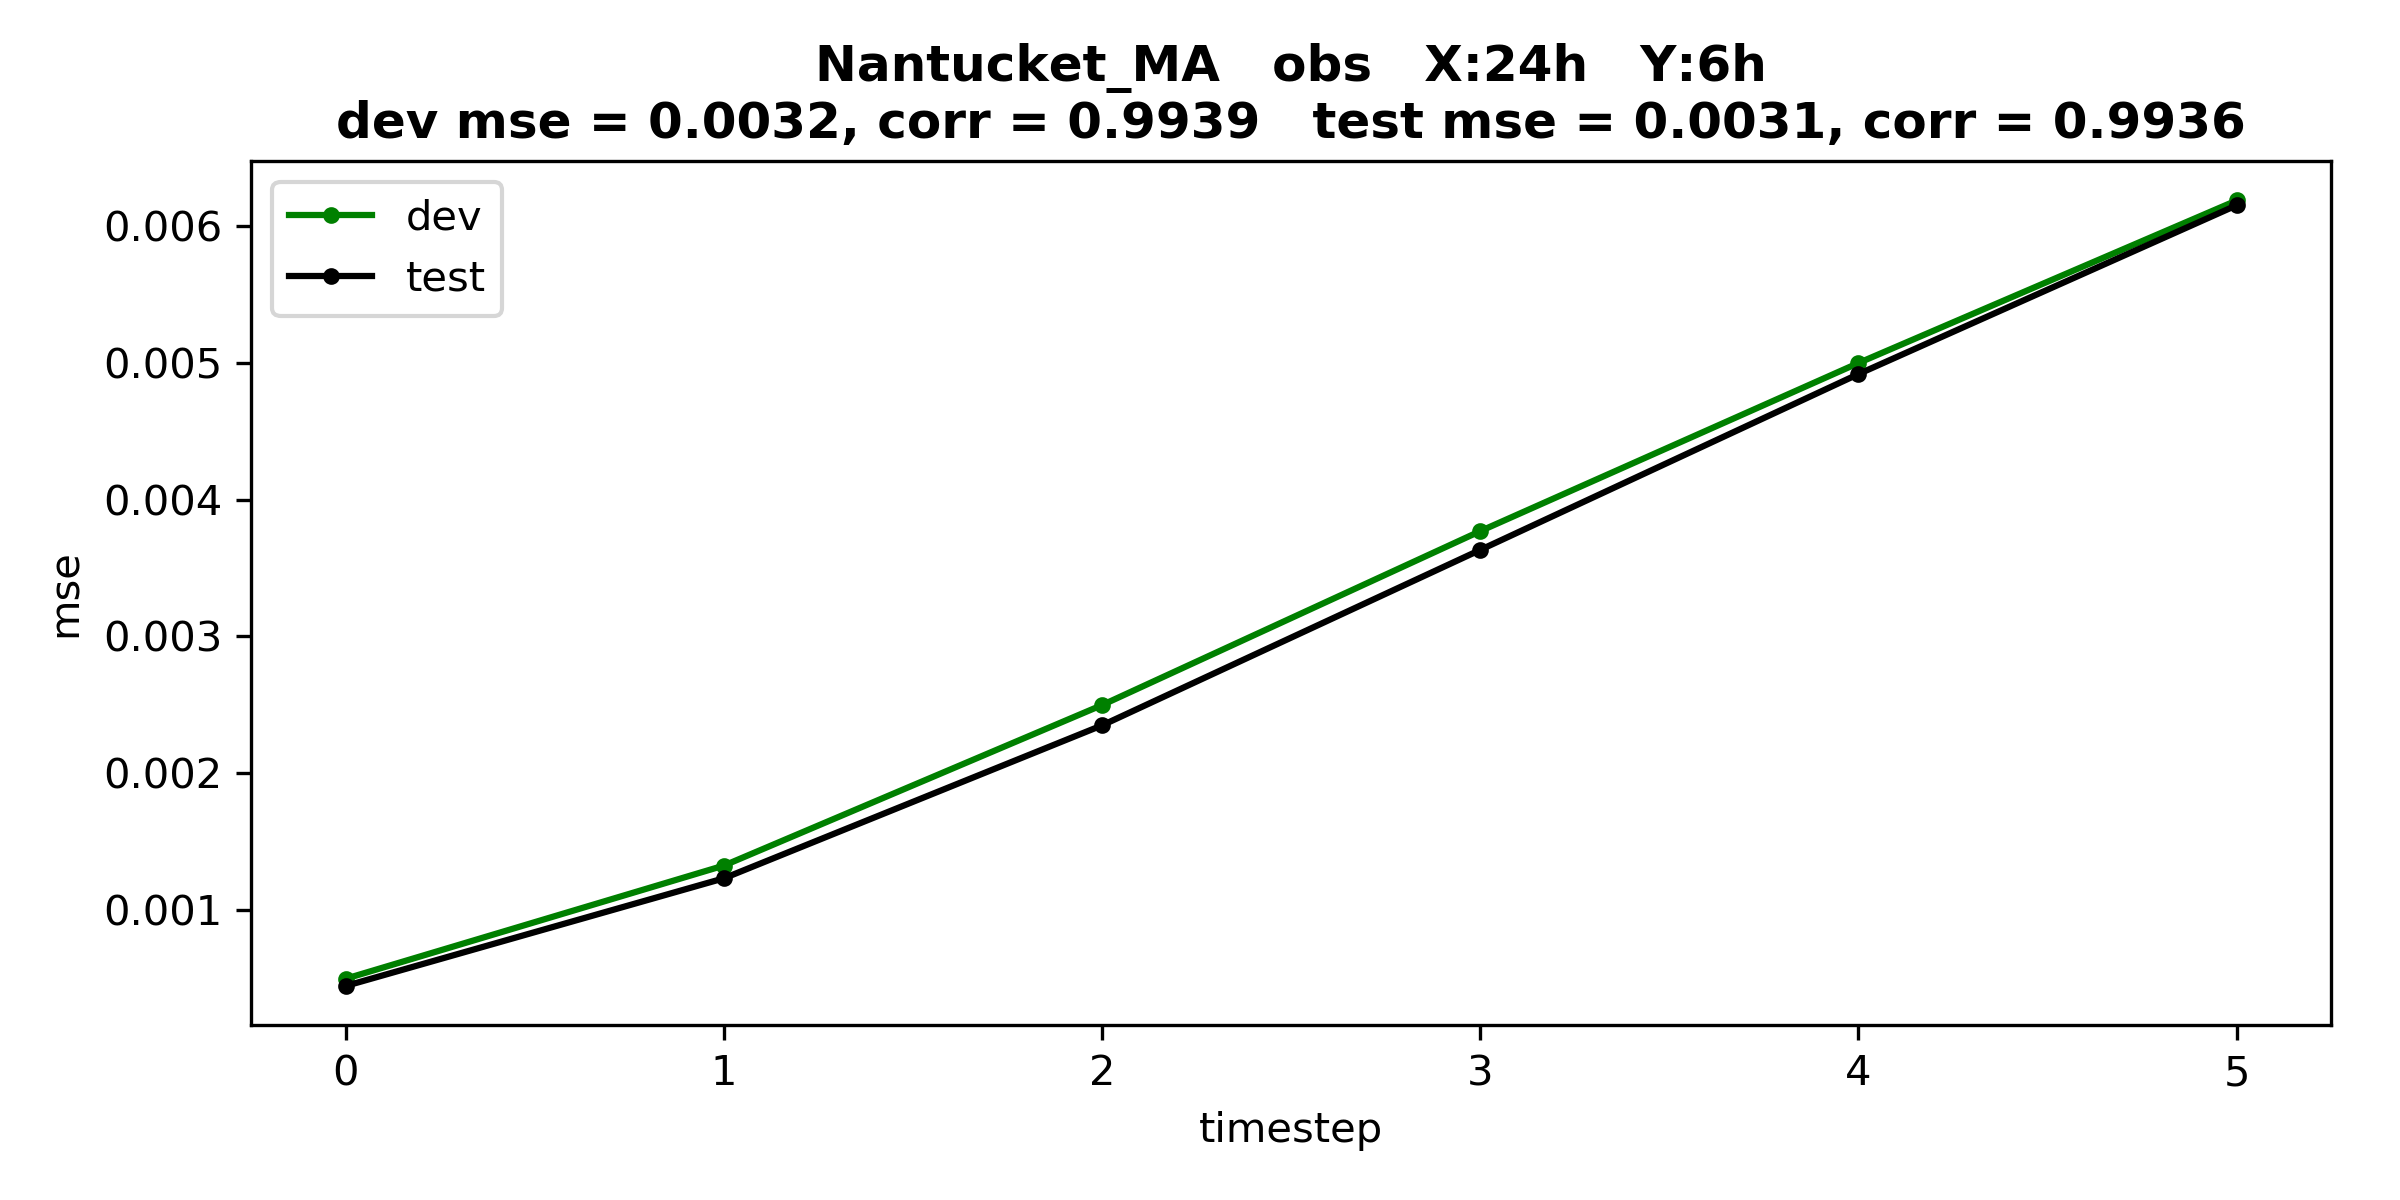 Nantucket_MA   obs   X:24h   Y:6h
dev mse = 0.0032, corr = 0.9939   test mse = 0.0031, corr = 0.9936
dev
test
0.006
0.005
0.004
0.003
0.002
0.001
mse
0 1 2 3 4 5
timestep